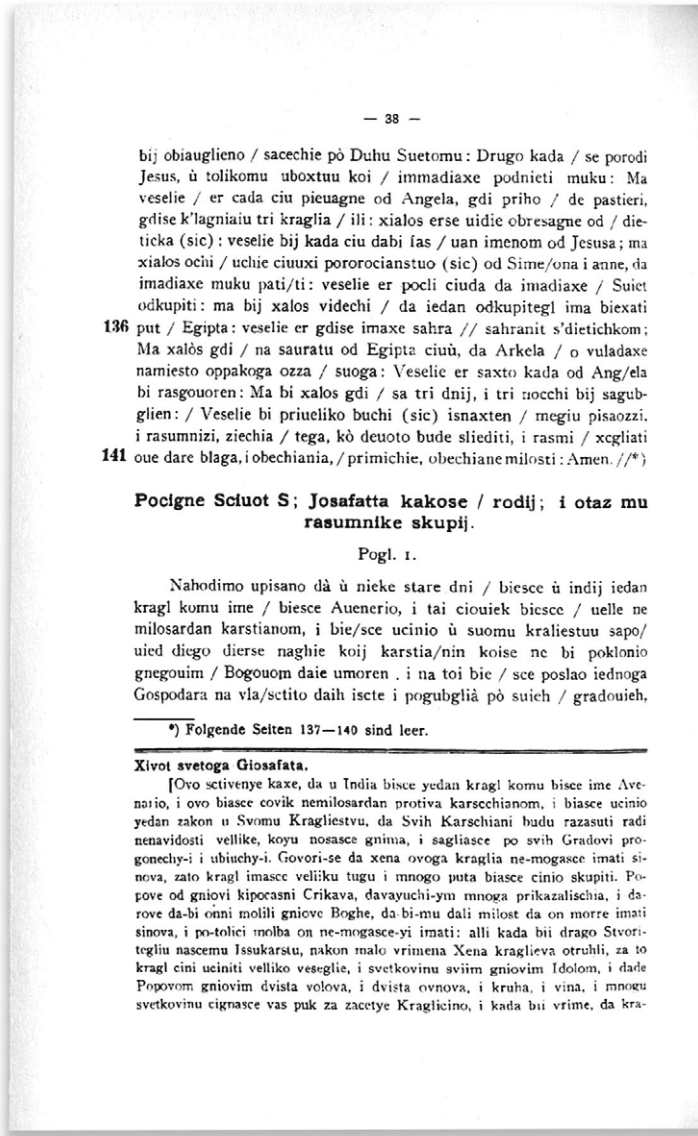 — 38 —
bij obiauglieno / sacechie pò Duhu Suetomu : Drugo kada / se porodi
Jesus, ù tolikomu uboxtuu koi / immadiaxe podnieti muku : Ma
veselie / er cada ciu pieuagne od Angela, gdi priho / de pastieri,
gdise k'lagniaiu tri kraglia / ili : xialos erse uidie obresagne od / die-
ticka (sic) : veselie bij kada ciu dabi fas / uan imenom od Jesusa ; ma
xialos ochi / uchie ciuuxi pororocianstuo (sic) od Sime/ona i anne, da
imadiaxe muku pati/ti : veselie er pocli ciuda da imadiaxe / Suiet
odkupiti : ma bij xalos videchi / da iedan odkupitegl ima biexati
136 put / Egipta : veselie er gdise imaxe sahra // sahranit s'dietichkom ;
Ma xalòs gdi / na sauratu od Egipta ciuù, da Arkela / o vuladaxe
namiesto oppakoga ozza / suoga : Veselie er saxto kada od Ang/ela
bi rasgouoren : Ma bi xalos gdi / sa tri dnij, i tri nocchi bij sagub-
glien : / Veselie bi priueliko buchi (sic) isnaxten / megiu pisaozzi,
i rasumnizi, ziechia / tega, kò deuoto bude sliediti, i rasmi / xegliati
141 oue dare blaga, i obechiania, / primichie, obechiane milosti : Amen. //*)
Pocigne Sciuot S ; Josafatta kakose / rodij ; i otaz mu
rasumnike skupij.
Pogl. 1.
Nahodimo upisano dà ù nieke stare dni / biesce ù indij iedan
kragl komu ime / biesce Auenerio, i tai ciouiek biesce / uelle ne
milosardan karstianom, i bie/sce ucinio ù suomu kraliestuu sapo/
uied diego dierse naghie koij karstia/nin koise ne bi poklonio
gnegouim / Bogouom daie umoren . i na toi bie / sce poslao iednoga
Gospodara na vla/sctito daih iscte i pogubglià pò suieh / gradouieh,
*) Folgende Seiten 137—140 sind leer.
Xivot svetoga Giosafata.
[Ovo sctivenye kaxe, da u India bisce yedan kragl komu bisce ime Ave-
nario, i ovo biasce covik nemilosardan protiva karscchianom, i biasce ucinio
yedan zakon u Svomu Kragliestvu, da Svih Karschiani budu razasuti radi
nenavidosti vellike, koyu nosasce gnima, i sagliasce po svih Gradovi pro-
gonechy-i i ubiuchy-i. Govori-se da xena ovoga kraglia ne-mogasce imati si-
nova, zato kragl imasce veliiku tugu i mnogo puta biasce cinio skupiti. Po-
pove od gniovi kipocasni Crikava, davayuchi-ym mnoga prikazalischia, i da-
rove da-bi onni molili gniove Boghe, da bi-mu dali milost da on morre imati
sinova, i po-tolici molba on ne-mogasce-yi imati : alli kada bii drago Stvori-
tegliu nascemu Issukarstu, nakon malo vrimena Xena kraglieva otruhli, za to
kragl cini uciniti velliko veseglie, i svetkovinu sviim gniovim Idolom, i dade
Popovom gniovim dvista volova, i dvista ovnova, i kruha, i vina, i mnogu
svetkovinu cignasce vas puk za zacetye Kraglicino, i kada bii vrime, da kra-